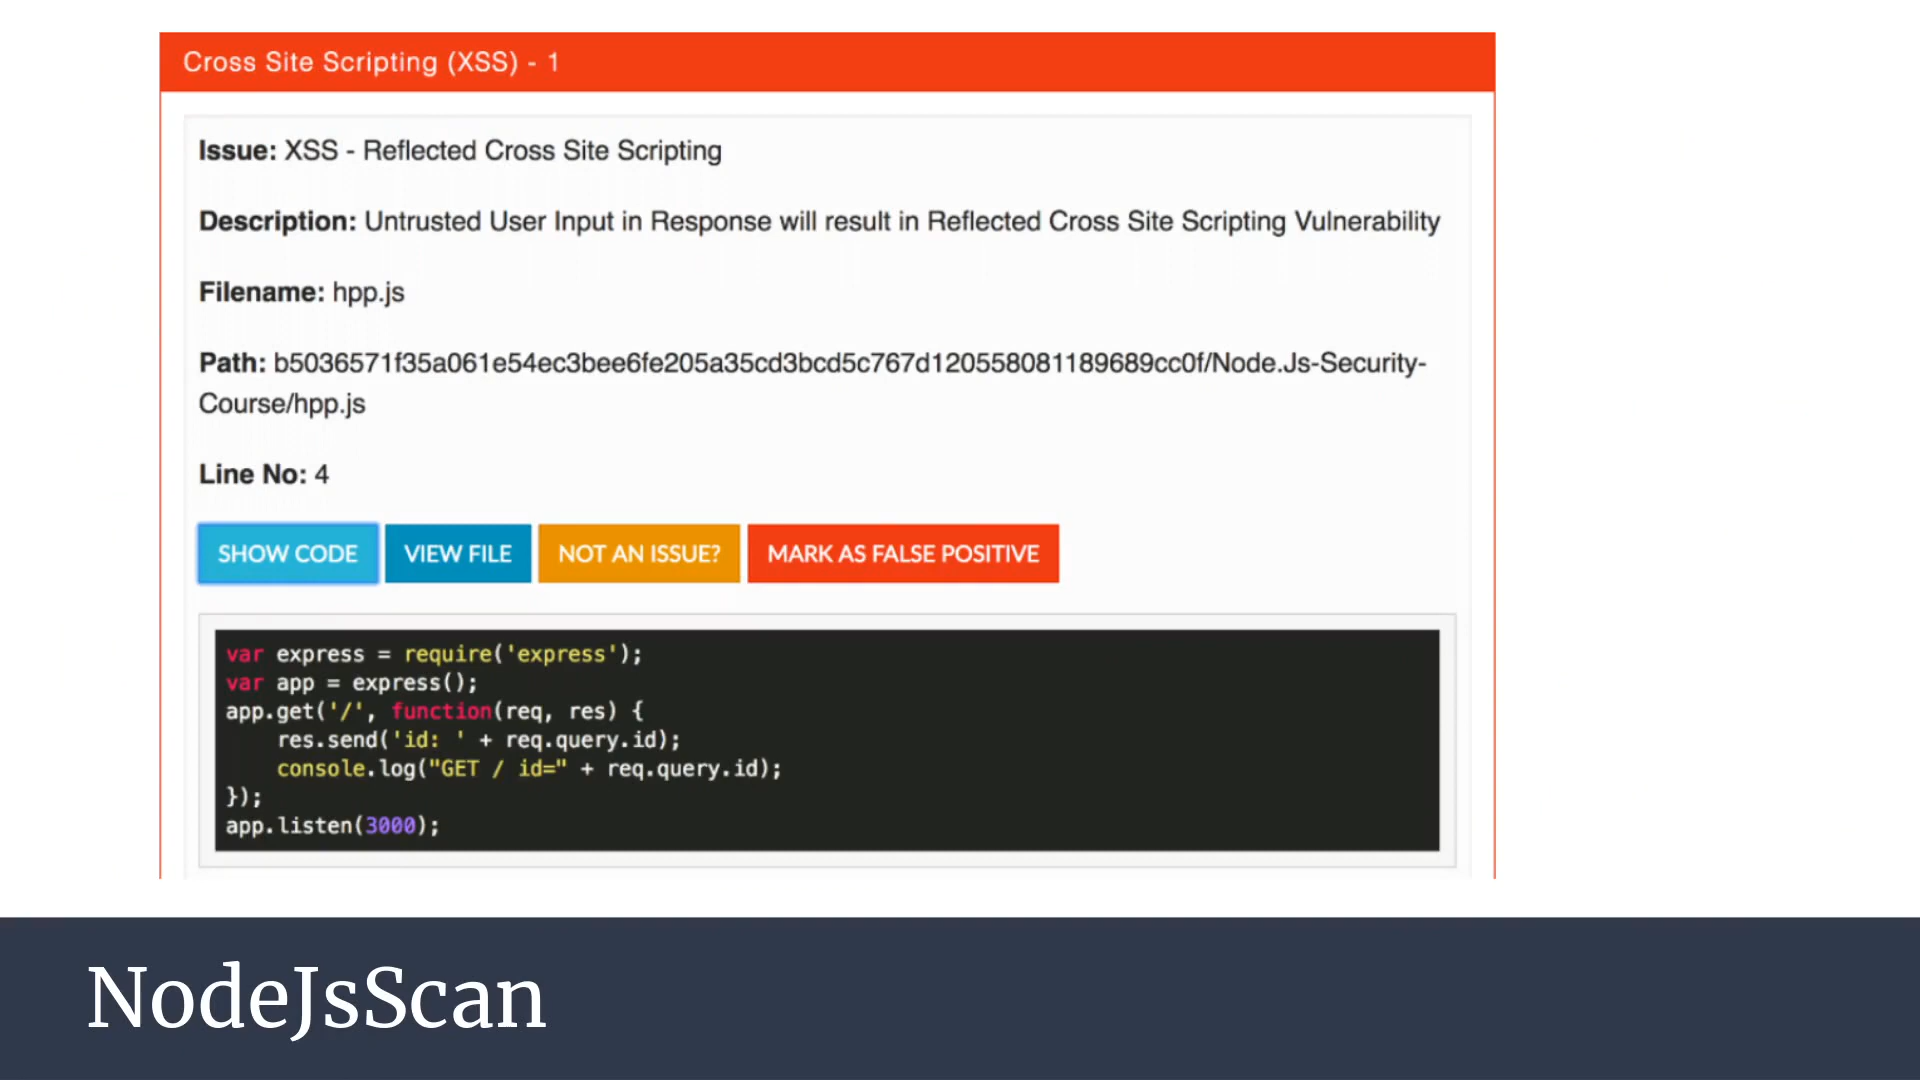 Cross Site Scripting (XSS) - 1
Issue: XSS - Reflected Cross Site Scripting
Description: Untrusted User Input in Response will result in Reflected Cross Site Scripting Vulnerability
Filename: hpp.js
Path: b5036571f35a061e54ec3bee6fe205a35cd3bcd5c767d120558081189689cc0f/Node.Js-Security-
Course/hpp.js
Line No: 4
SHOW CODE VIEW FILE NOT AN ISSUE? MARK AS FALSE POSITIVE
var express = require('express');
var app = express();
app.get('/', function(req, res) {
    res.send('id: ' + req.query.id);
    console.log("GET / id=" + req.query.id);
});
app.listen(3000);
NodeJsScan